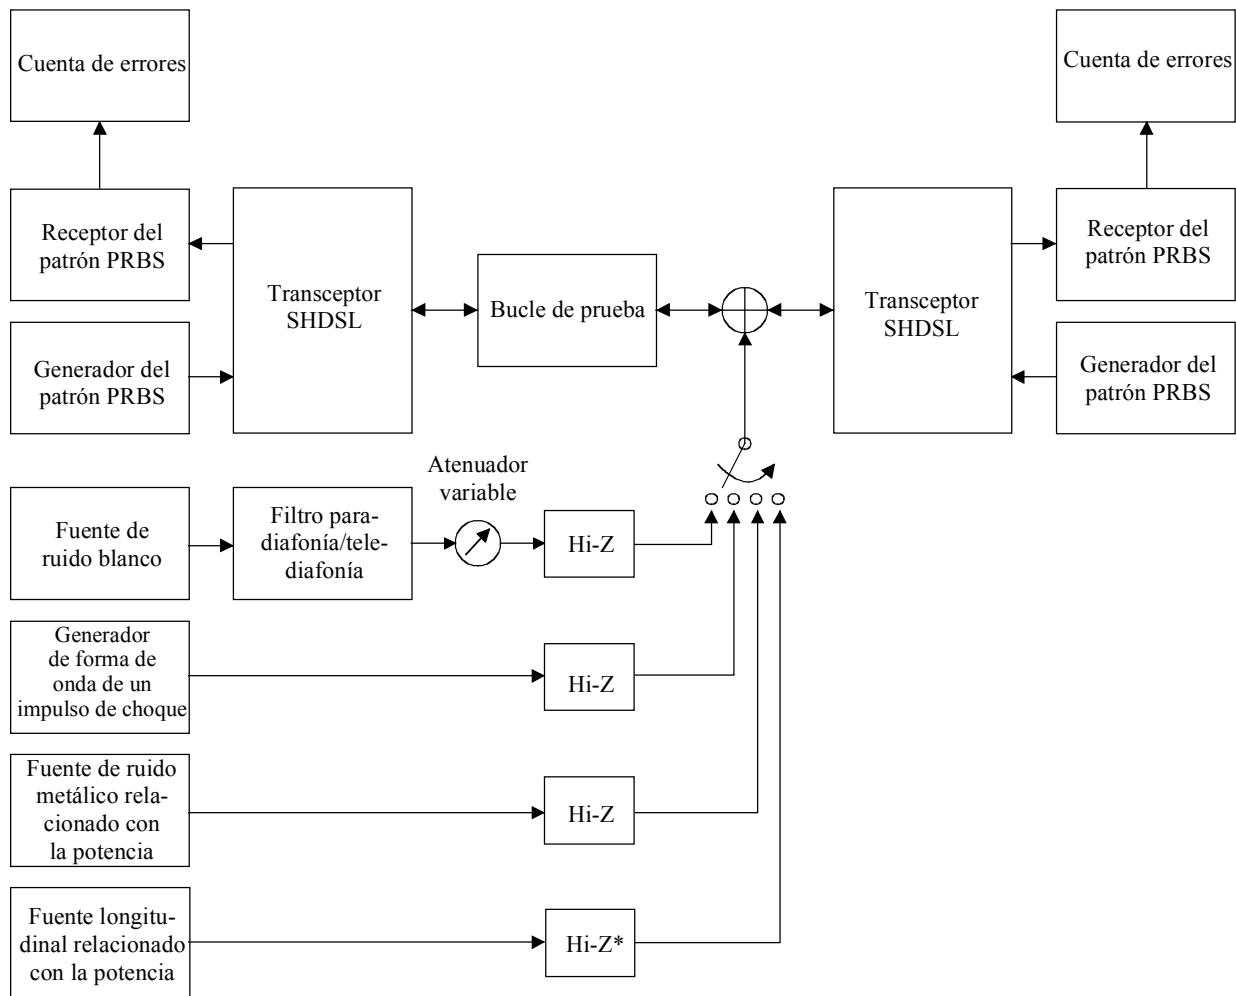 Cuenta de errores
Cuenta de errores
Receptor del
patrón PRBS
Transceptor
SHDSL
Bucle de prueba
Transceptor
SHDSL
Receptor del
patrón PRBS
Generador del
patrón PRBS
Generador del
patrón PRBS
Atenuador
variable
Fuente de
ruido blanco
Filtro para-
diafonía/tele-
diafonía
Hi-Z
Generador
de forma de
onda de un
impulso de choque
Hi-Z
Fuente de ruido
metálico rela-
cionado con
la potencia
Hi-Z
Fuente longitu-
dinal relacionado
con la potencia
Hi-Z*